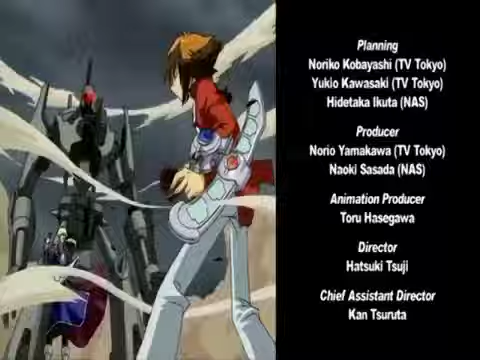 Planning
Noriko Kobayashi (TV Tokyo)
Yukio Kawasaki (TV Tokyo)
Hidetaka Ikuta (NAS)
Producer
Norio Yamakawa (TV Tokyo)
Naoki Sasada (NAS)
Animation Producer
Toru Hasegawa
Director
Hatsuki Tsuji
Chief Assistant Director
Kan Tsuruta